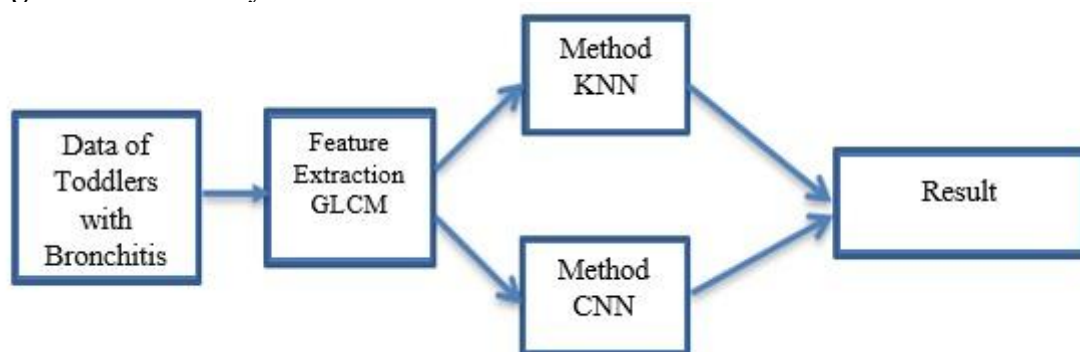 Data of
Toddlers
with
Bronchitis
Feature
Extraction
GLCM
Method
KNN
Method
CNN
Result